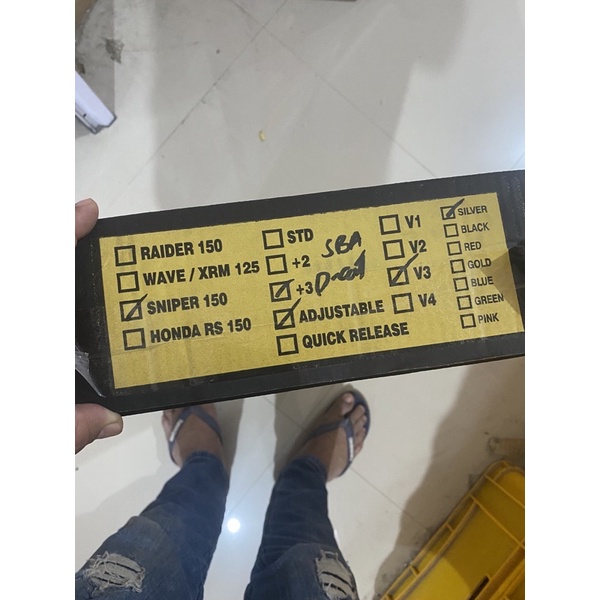 RAIDER 150
WAVE / XRM 125
SNIPER 150
HONDA RS 150
STD
+2
+3
ADJUSTABLE
QUICK RELEASE
SBA
V1
V2
V3
V4
SILVER
BLACK
RED
GOLD
BLUE
GREEN
PINK